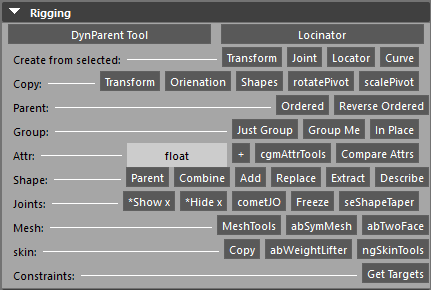 Rigging
DynParent Tool Locinator
Create from selected: Transform Joint Locator Curve
Copy: Transform Orienation Shapes rotatePivot scalePivot
Parent: Ordered Reverse Ordered
Group: Just Group Group Me In Place
Attr: float + cgmAttrTools Compare Attrs
Shape: Parent Combine Add Replace Extract Describe
Joints: *Show x *Hide x cometJO Freeze seShapeTaper
Mesh: MeshTools abSymMesh abTwoFace
skin: Copy abWeightLifter ngSkinTools
Constraints: Get Targets